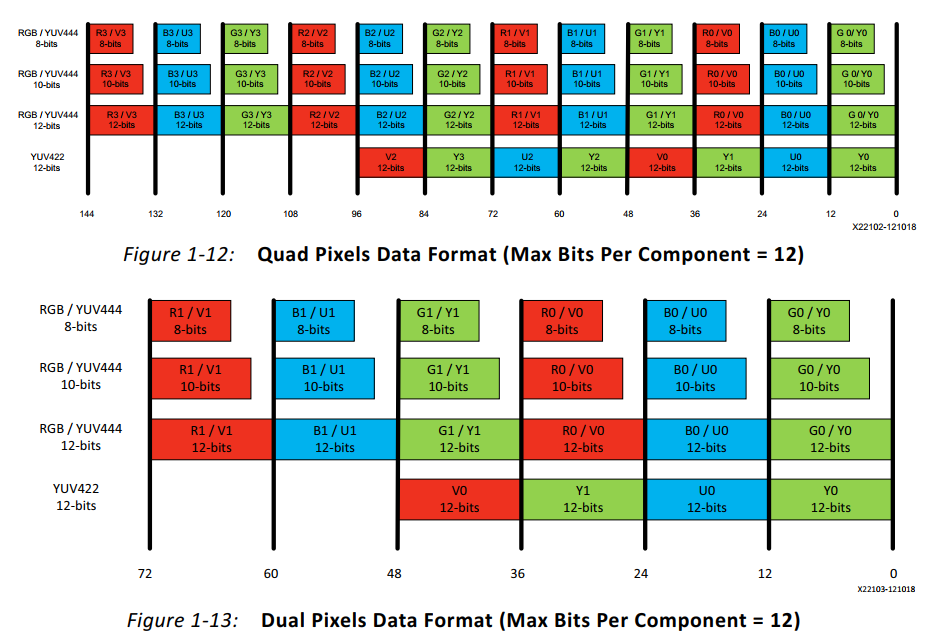 RGB / YUV444
8-bits
R3 / V3
8-bits
B3 / U3
8-bits
G3 / Y3
8-bits
R2 / V2
8-bits
B2 / U2
8-bits
G2 / Y2
8-bits
R1 / V1
8-bits
B1 / U1
8-bits
G1 / Y1
8-bits
R0 / V0
8-bits
B0 / U0
8-bits
G 0/ Y0
8-bits
RGB / YUV444
10-bits
R3 / V3
10-bits
B3 / U3
10-bits
G3 / Y3
10-bits
R2 / V2
10-bits
B2 / U2
10-bits
G2 / Y2
10-bits
R1 / V1
10-bits
B1 / U1
10-bits
G1 / Y1
10-bits
R0 / V0
10-bits
B0 / U0
10-bits
G 0/ Y0
10-bits
RGB / YUV444
12-bits
R3 / V3
12-bits
B3 / U3
12-bits
G3 / Y3
12-bits
R2 / V2
12-bits
B2 / U2
12-bits
G2 / Y2
12-bits
R1 / V1
12-bits
B1 / U1
12-bits
G1 / Y1
12-bits
R0 / V0
12-bits
B0 / U0
12-bits
G 0/ Y0
12-bits
YUV422
12-bits
V2
12-bits
Y3
12-bits
U2
12-bits
Y2
12-bits
V0
12-bits
Y1
12-bits
U0
12-bits
Y0
12-bits
144 132 120 108 96 84 72 60 48 36 24 12 0
X22102-121018
Figure 1-12: Quad Pixels Data Format (Max Bits Per Component = 12)
RGB / YUV444
8-bits
R1 / V1
8-bits
B1 / U1
8-bits
G1 / Y1
8-bits
R0 / V0
8-bits
B0 / U0
8-bits
G0 / Y0
8-bits
RGB / YUV444
10-bits
R1 / V1
10-bits
B1 / U1
10-bits
G1 / Y1
10-bits
R0 / V0
10-bits
B0 / U0
10-bits
G0 / Y0
10-bits
RGB / YUV444
12-bits
R1 / V1
12-bits
B1 / U1
12-bits
G1 / Y1
12-bits
R0 / V0
12-bits
B0 / U0
12-bits
G0 / Y0
12-bits
YUV422
12-bits
V0
12-bits
Y1
12-bits
U0
12-bits
Y0
12-bits
72 60 48 36 24 12 0
X22103-121018
Figure 1-13: Dual Pixels Data Format (Max Bits Per Component = 12)